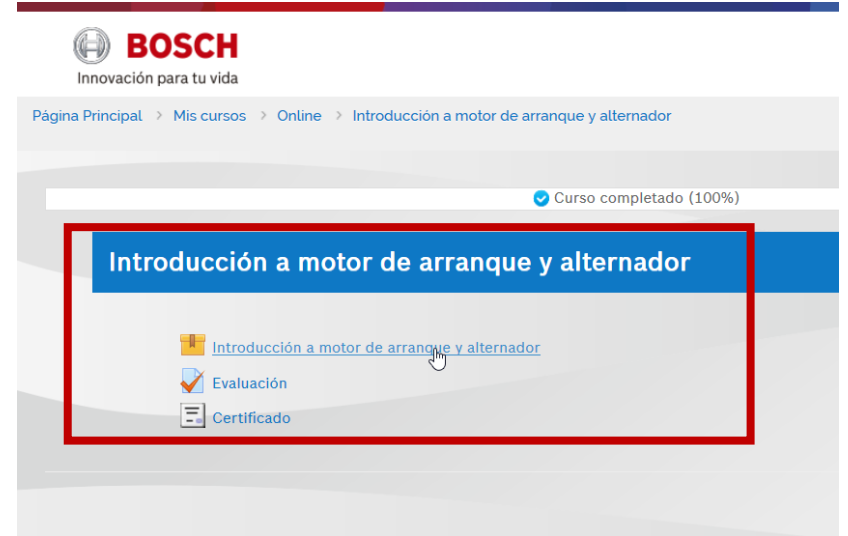 BOSCH
Innovación para tu vida
Página Principal > Mis cursos > Online > Introducción a motor de arranque y alternador
Curso completado (100%)
Introducción a motor de arranque y alternador
Introducción a motor de arranque y alternador
Evaluación
Certificado